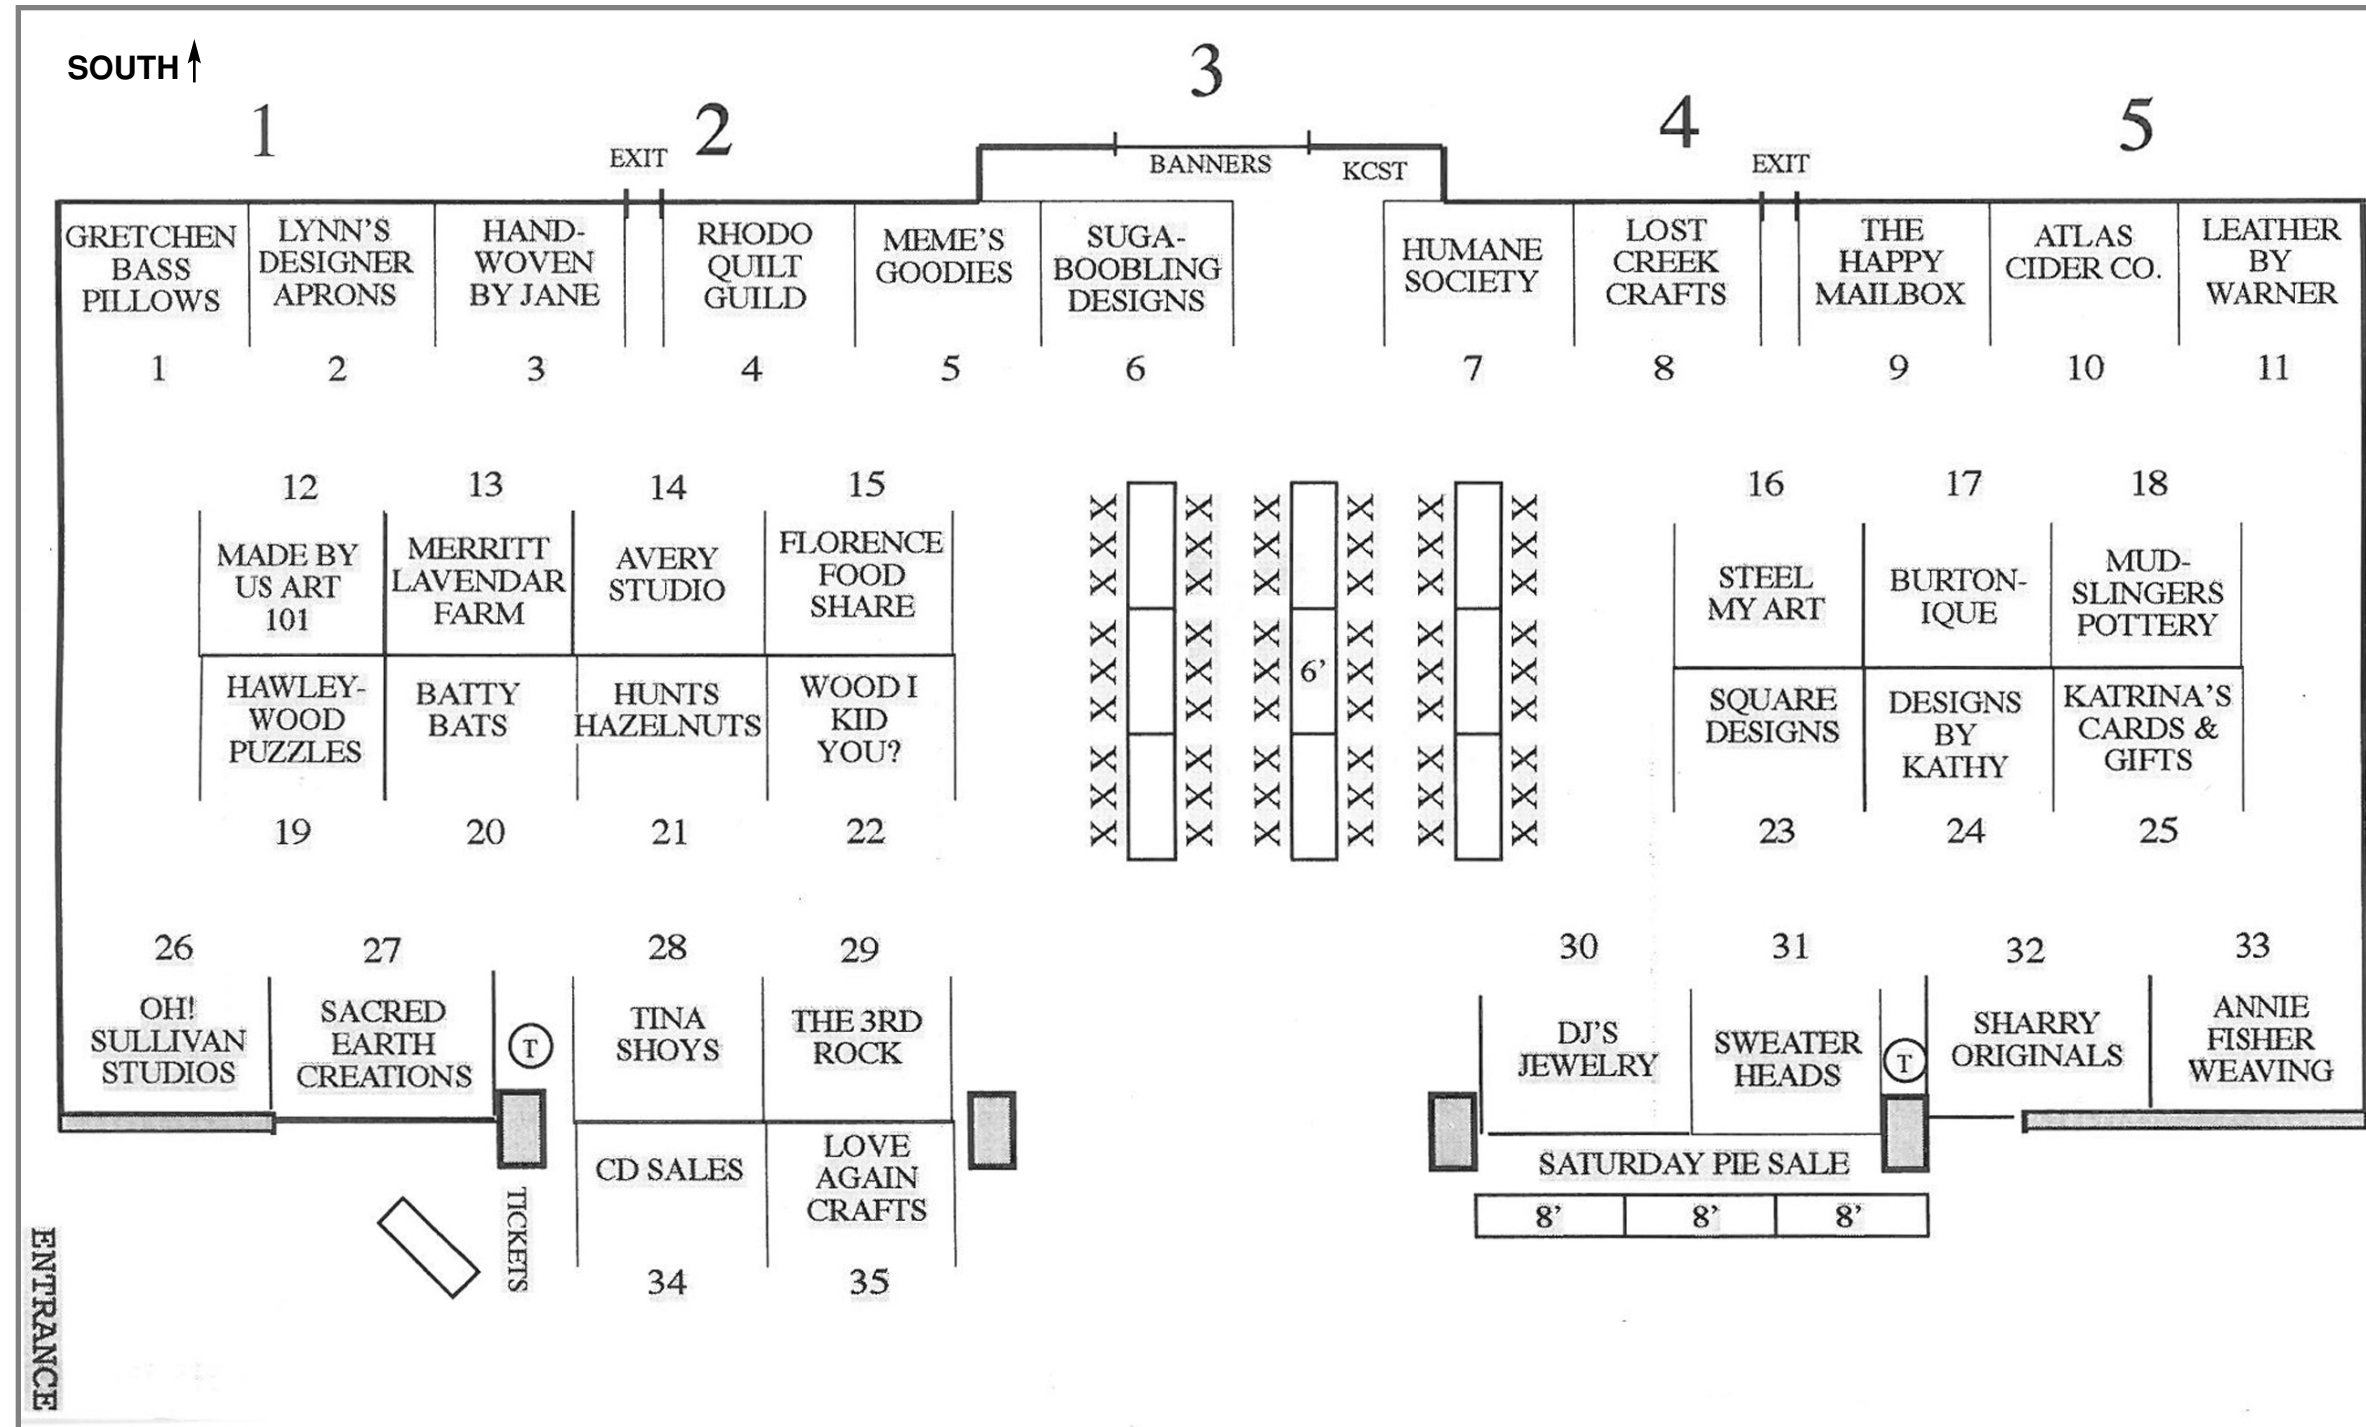 SOUTH
1
2
3
4
5
EXIT
BANNERS
KCST
EXIT
GRETCHEN
BASS
PILLOWS
LYNN'S
DESIGNER
APRONS
HAND-
WOVEN
BY JANE
RHODO
QUILT
GUILD
MEME'S
GOODIES
SUGA-
BOOBLING
DESIGNS
HUMANE
SOCIETY
LOST
CREEK
CRAFTS
THE
HAPPY
MAILBOX
ATLAS
CIDER CO.
LEATHER
BY
WARNER
1
2
3
4
5
6
7
8
9
10
11
12
13
14
15
16
17
18
MADE BY
US ART
101
MERRITT
LAVENDAR
FARM
AVERY
STUDIO
FLORENCE
FOOD
SHARE
STEEL
MY ART
BURTON-
IQUE
MUD-
SLINGERS
POTTERY
HAWLEY-
WOOD
PUZZLES
BATTY
BATS
HUNTS
HAZELNUTS
WOOD I
KID
YOU?
SQUARE
DESIGNS
DESIGNS
BY
KATHY
KATRINA'S
CARDS &
GIFTS
X X X X X X
X X X X X X
X X X X X X
X X X X X X
X X X 6' X X X
X X X X X X
X X X X X X
X X X X X X
X X X X X X
19
20
21
22
23
24
25
26
27
28
29
30
31
32
33
OH!
SULLIVAN
STUDIOS
SACRED
EARTH
CREATIONS
T
TINA
SHOYS
THE 3RD
ROCK
DJ'S
JEWELRY
SWEATER
HEADS
T
SHARRY
ORIGINALS
ANNIE
FISHER
WEAVING
CD SALES
LOVE
AGAIN
CRAFTS
SATURDAY PIE SALE
8' 8' 8'
TICKETS
34
35
ENTRANCE